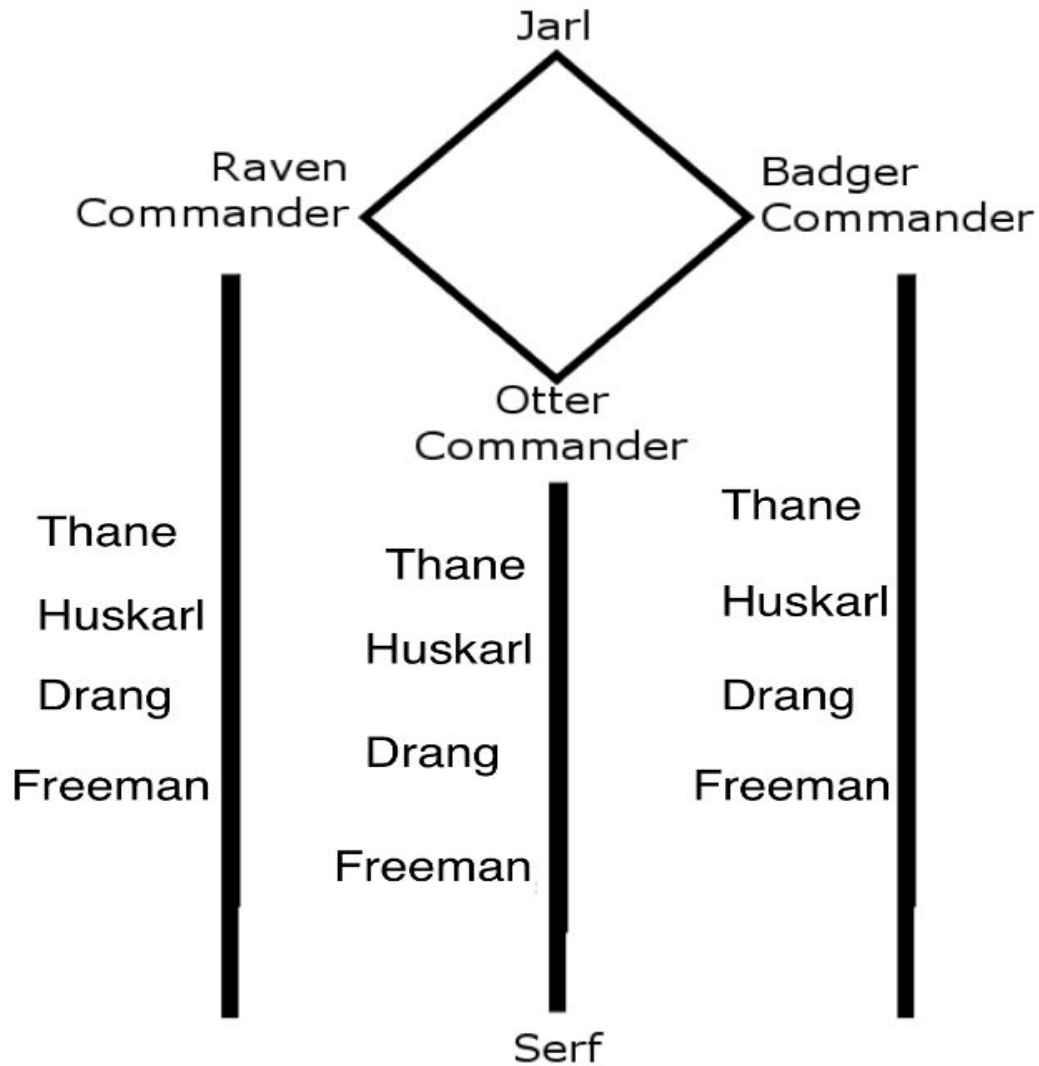 Jarl
Raven
Commander
Badger
Commander
Otter
Commander
Thane
Huskarl
Drang
Freeman
Thane
Huskarl
Drang
Freeman
Thane
Huskarl
Drang
Freeman
Serf